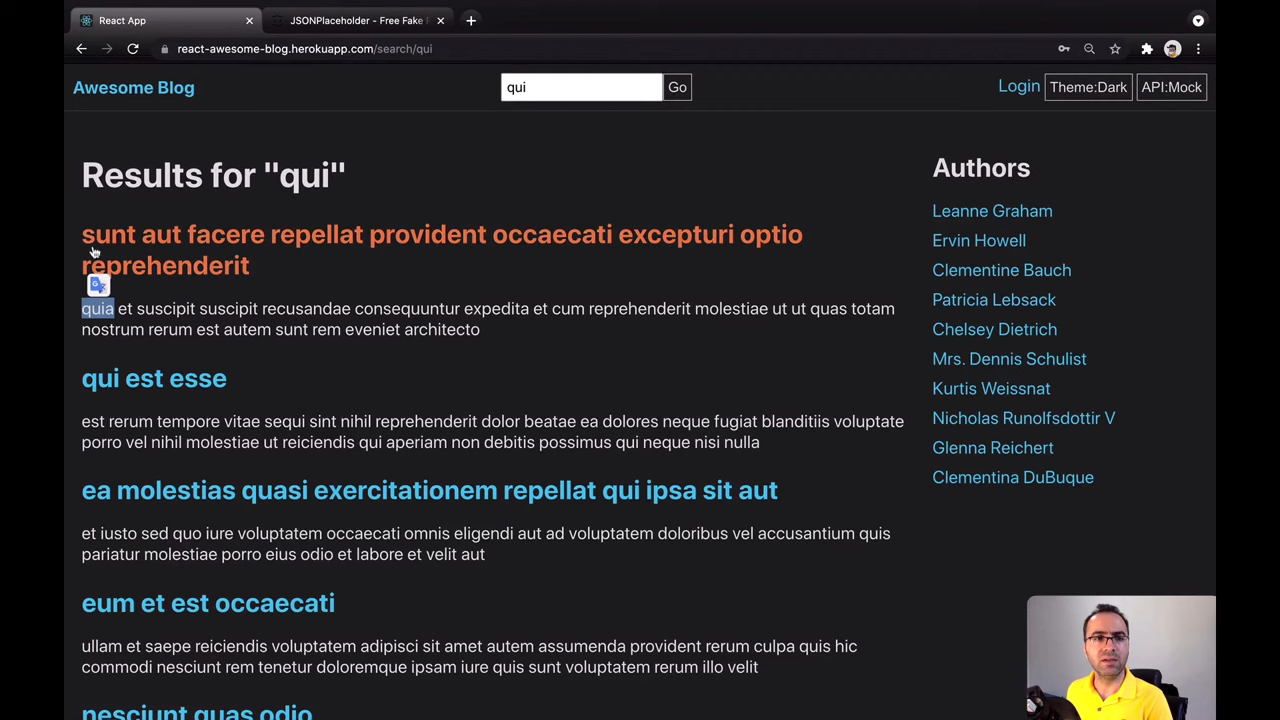 React App
JSONPlaceholder - Free Fake
react-awesome-blog.herokuapp.com/search/qui
Awesome Blog
qui
Go
Login
Theme:Dark
API:Mock
Results for "qui"
sunt aut facere repellat provident occaecati excepturi optio
reprehenderit
quia et suscipit suscipit recusandae consequuntur expedita et cum reprehenderit molestiae ut ut quas totam
nostrum rerum est autem sunt rem eveniet architecto
qui est esse
est rerum tempore vitae sequi sint nihil reprehenderit dolor beatae ea dolores neque fugiat blanditiis voluptate
porro vel nihil molestiae ut reiciendis qui aperiam non debitis possimus qui neque nisi nulla
ea molestias quasi exercitationem repellat qui ipsa sit aut
et iusto sed quo iure voluptatem occaecati omnis eligendi aut ad voluptatem doloribus vel accusantium quis
pariatur molestiae porro eius odio et labore et velit aut
eum et est occaecati
ullam et saepe reiciendis voluptatem adipisci sit amet autem assumenda provident rerum culpa quis hic
commodi nesciunt rem tenetur doloremque ipsam iure quis sunt voluptatem rerum illo velit
nesciunt quas odio
Authors
Leanne Graham
Ervin Howell
Clementine Bauch
Patricia Lebsack
Chelsey Dietrich
Mrs. Dennis Schulist
Kurtis Weissnat
Nicholas Runolfsdottir V
Glenna Reichert
Clementina DuBuque